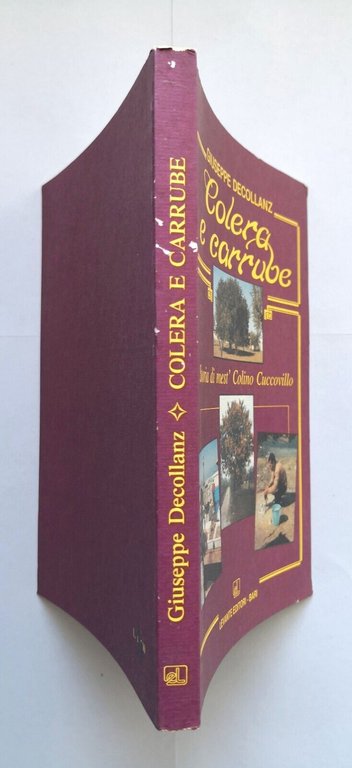 Giuseppe Decollanz ✧ COLERA E CARRUBE
GIUSEPPE DECOLLANZ
Colera
e carrube
Storia di mest' Colino Cuccovillo
LEVANTE EDITORI - BARI